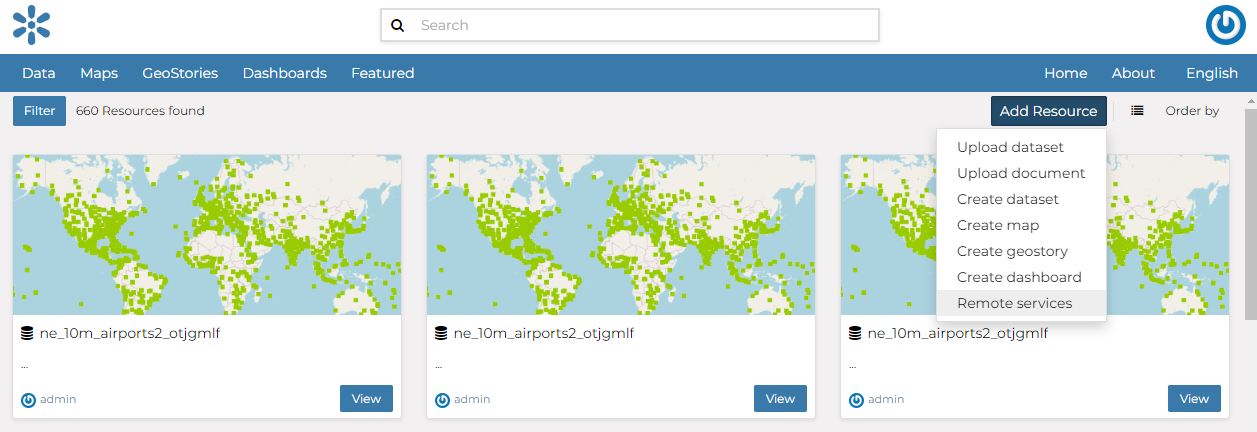 Search
Data Maps GeoStories Dashboards Featured Home About English
Filter 660 Resources found Add Resource Order by
Upload dataset
Upload document
Create dataset
Create map
Create geostory
Create dashboard
Remote services
ne_10m_airports2_otjgmlf ne_10m_airports2_otjgmlf ne_10m_airports2_otjgmlf
... ... ...
admin View admin View admin View